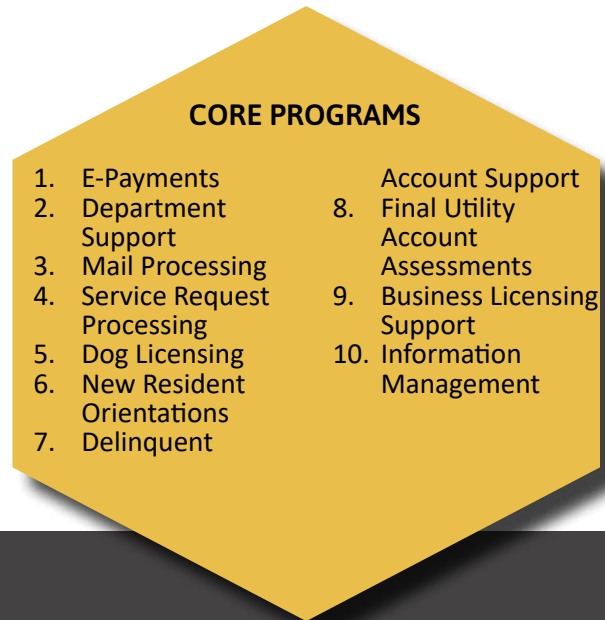 CORE PROGRAMS
1. E-Payments
2. Department
Support
3. Mail Processing
4. Service Request
Processing
5. Dog Licensing
6. New Resident
Orientations
7. Delinquent
Account Support
8. Final Utility
Account
Assessments
9. Business Licensing
Support
10. Information
Management